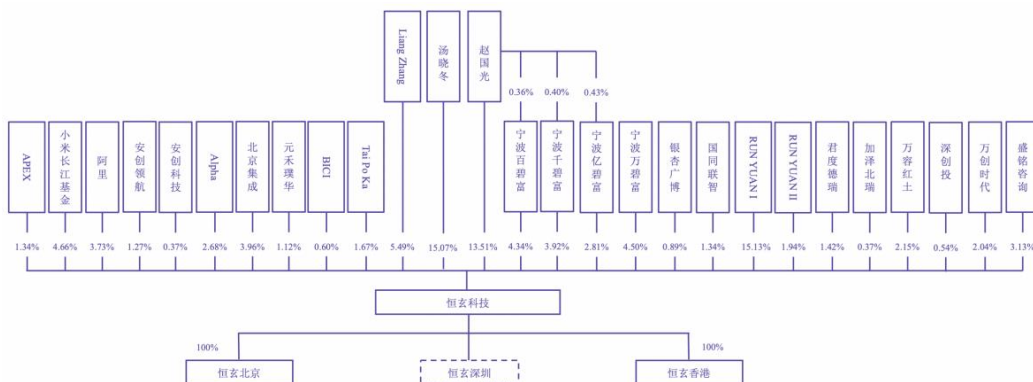 Liang Zhang
汤晓冬
赵国光
0.36%
0.40%
0.43%
APEX
小米长江基金
阿里
安创领航
安创科技
Alpha
北京集成
元禾璞华
BICI
Tai Po Ka
宁波百碧富
宁波千碧富
宁波亿碧富
宁波万碧富
银杏广博
国同联智
RUN YUAN I
RUN YUAN II
君度德瑞
加泽北瑞
万容红土
深创投
万创时代
盛铭咨询
1.34%
4.66%
3.73%
1.27%
0.37%
2.68%
3.96%
1.12%
0.60%
1.67%
5.49%
15.07%
13.51%
4.34%
3.92%
2.81%
4.50%
0.89%
1.34%
15.13%
1.94%
1.42%
0.37%
2.15%
0.54%
2.04%
3.13%
恒玄科技
100%
100%
恒玄北京
恒玄深圳
恒玄香港